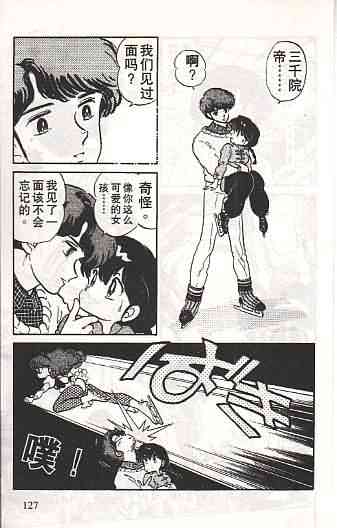 三千院
帝……
啊？
我们见过
面吗？
奇怪。
像你这么
可爱的女
孩……
我见了一
面该不会
忘记的。
噗！
127